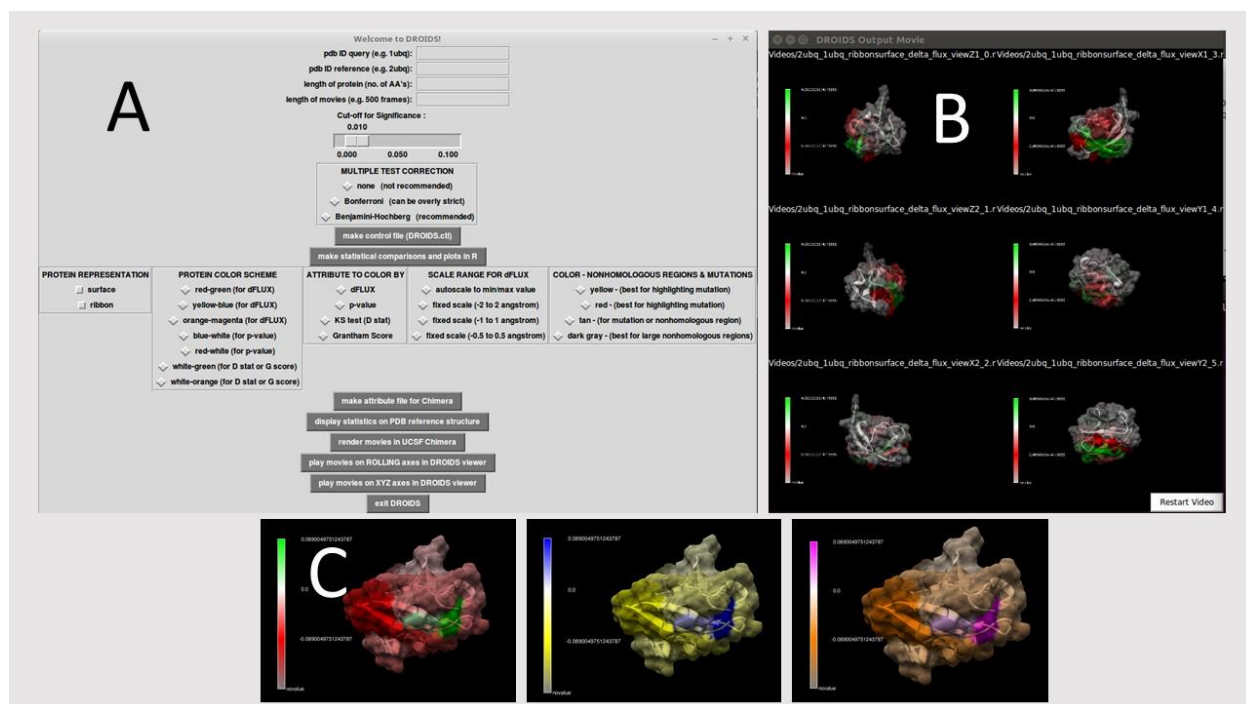 Welcome to DROIDS!
A
pdb ID query (e.g. 1ubq):
pdb ID reference (e.g. 2ubq):
length of protein (no. of AA's)
length of movies (e.g. 500 frames):
Cut-off for Significance :
0.010
0.000 0.050 0.100
MULTIPLE TEST CORRECTION
none (not recommended)
Bonferroni (can be overly strict)
Benjamini-Hochberg (recommended)
make control file (DROIDS.ctl)
make statistical comparisons and plots in R
PROTEIN REPRESENTATION
surface
ribbon
PROTEIN COLOR SCHEME
red-green (for dFLUX)
yellow-blue (for dFLUX)
orange-magenta (for dFLUX)
blue-white (for p-value)
red-white (for p-value)
white-green (for D stat or G score)
white-orange (for D stat or G score)
ATTRIBUTE TO COLOR BY
dFLUX
p-value
KS test (D stat)
Grantham Score
SCALE RANGE FOR dFLUX
autoscale to min/max value
fixed scale (-2 to 2 angstrom)
fixed scale (-1 to 1 angstrom)
fixed scale (-0.5 to 0.5 angstrom)
COLOR - NONHOMOLOGOUS REGIONS & MUTATIONS
yellow - (best for highlighting mutation)
red - (best for highlighting mutation)
tan - (for mutation or nonhomologous region)
dark gray - (best for large nonhomologous regions)
make attribute file for Chimera
display statistics on PDB reference structure
render movies in UCSF Chimera
play movies on ROLLING axes in DROIDS viewer
play movies on XYZ axes in DROIDS viewer
exit DROIDS
DROIDS Output Movie
Videos/2ubq_1ubq_ribbonsurface_delta_flux_viewZ1_0.r
Videos/2ubq_1ubq_ribbonsurface_delta_flux_viewX1_3.r
B
Videos/2ubq_1ubq_ribbonsurface_delta_flux_viewZ2_1.r
Videos/2ubq_1ubq_ribbonsurface_delta_flux_viewY1_4.r
Videos/2ubq_1ubq_ribbonsurface_delta_flux_viewX2_2.r
Videos/2ubq_1ubq_ribbonsurface_delta_flux_viewY2_5.r
Restart Video
C
0.0890049751243787
0.0
-0.0890049751243787
novalue
0.0890049751243787
0.0
-0.0890049751243787
novalue
0.0890049751243787
0.0
-0.0890049751243787
novalue